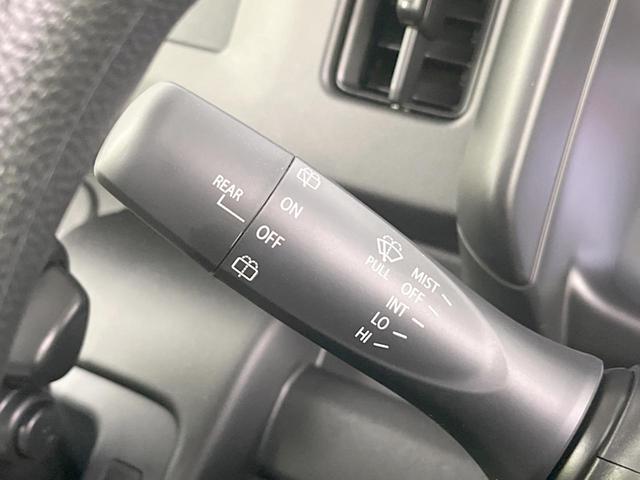 REAR
ON
OFF
PULL
MIST
OFF
INT
LO
HI